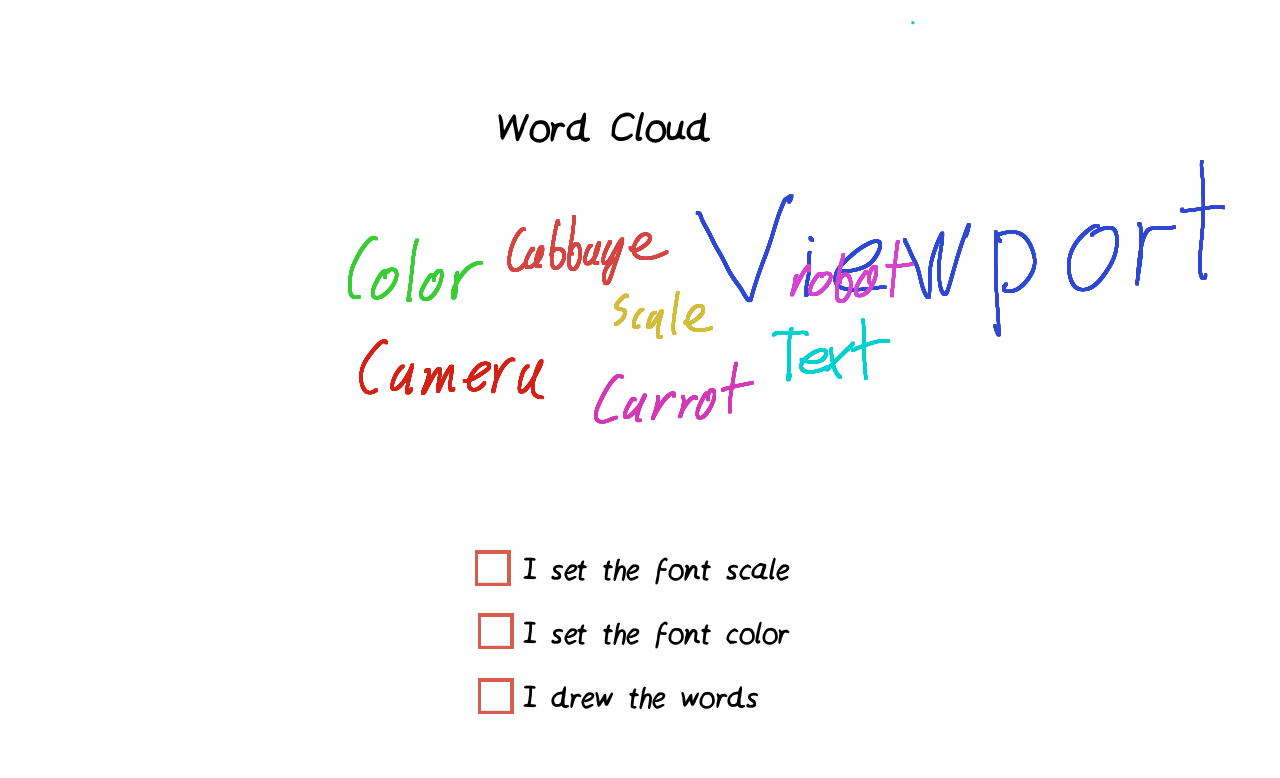 Word Cloud
Color Cabbage Viewport
robot
scale
Camera Carrot Text
I set the font scale
I set the font color
I drew the words